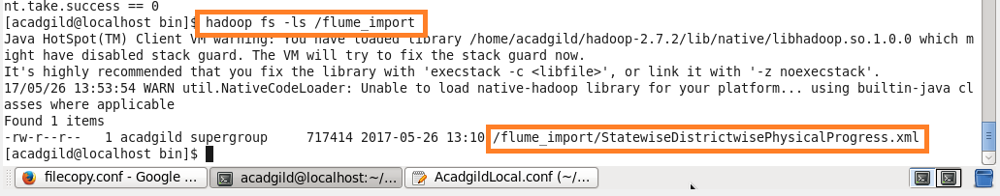 nt.take.success == 0
[acadgild@localhost bin]$ hadoop fs -ls /flume_import
Java HotSpot(TM) Client VM warning: You have loaded library /home/acadgild/hadoop-2.7.2/lib/native/libhadoop.so.1.0.0 which m
ight have disabled stack guard. The VM will try to fix the stack guard now.
It's highly recommended that you fix the library with 'execstack -c <libfile>', or link it with '-z noexecstack'.
17/05/26 13:53:54 WARN util.NativeCodeLoader: Unable to load native-hadoop library for your platform... using builtin-java cl
asses where applicable
Found 1 items
-rw-r--r--   1 acadgild supergroup     717414 2017-05-26 13:10 /flume_import/StatewiseDistrictwisePhysicalProgress.xml
[acadgild@localhost bin]$
filecopy.conf - Google ... acadgild@localhost:~/... AcadgildLocal.conf (~/...